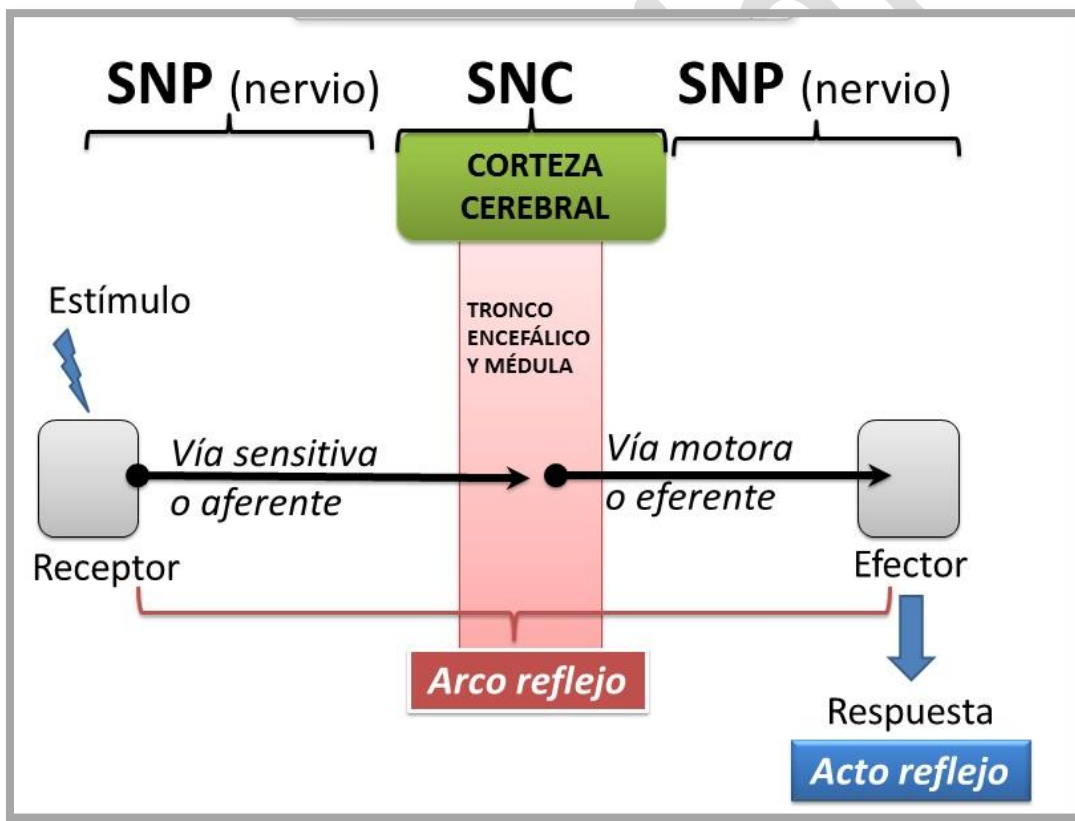 SNP (nervio) SNC SNP (nervio)
CORTEZA
CEREBRAL
Estímulo
TRONCO
ENCEFÁLICO
Y MÉDULA
Vía sensitiva
o aferente
Vía motora
o eferente
Receptor
Efector
Arco reflejo
Respuesta
Acto reflejo